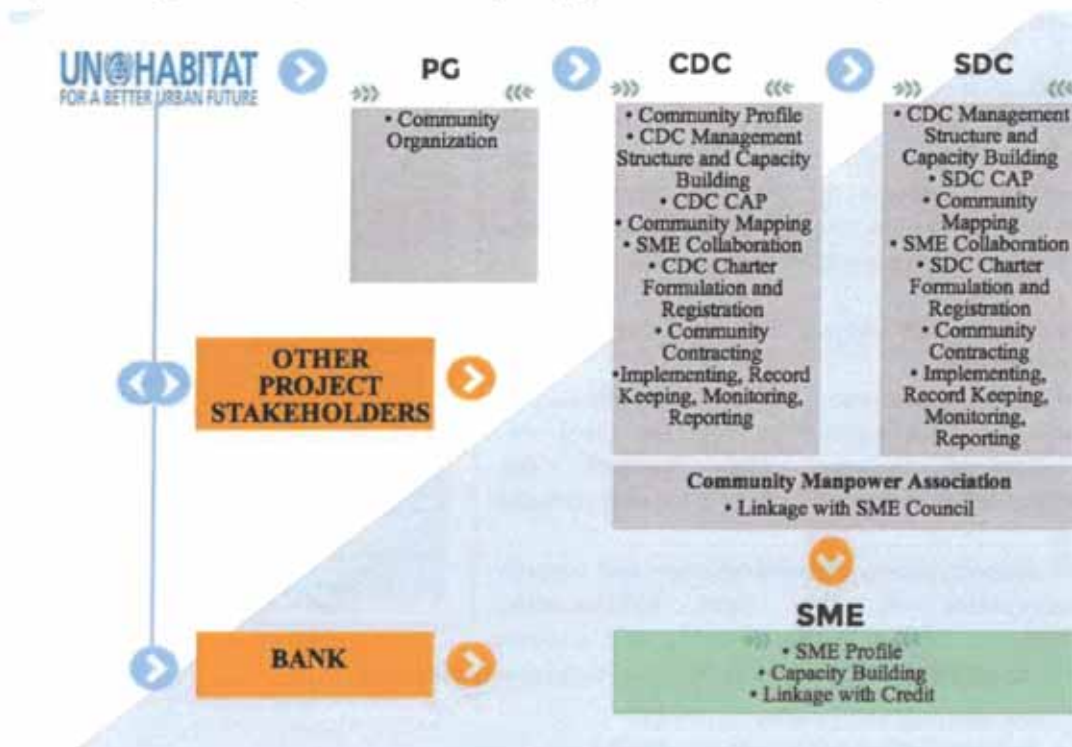 UN HABITAT
FOR A BETTER URBAN FUTURE
PG
• Community
Organization
CDC
• Community Profile
• CDC Management
Structure and Capacity
Building
• CDC CAP
• Community Mapping
• SME Collaboration
• CDC Charter
Formulation and
Registration
• Community
Contracting
•Implementing, Record
Keeping, Monitoring,
Reporting
SDC
• CDC Management
Structure and
Capacity Building
• SDC CAP
• Community
Mapping
• SME Collaboration
• SDC Charter
Formulation and
Registration
• Community
Contracting
• Implementing,
Record Keeping,
Monitoring,
Reporting
OTHER
PROJECT
STAKEHOLDERS
Community Manpower Association
• Linkage with SME Council
SME
BANK
• SME Profile
• Capacity Building
• Linkage with Credit